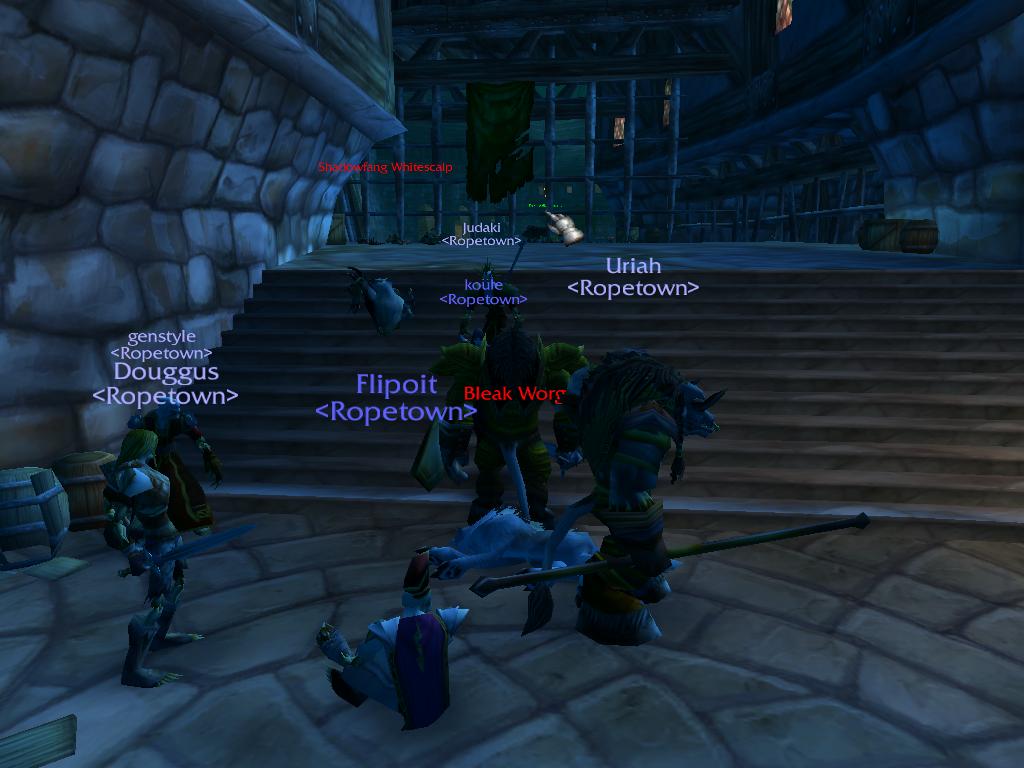 Shadowfang Whitescalp
Judaki
<Ropetown>
Uriah
<Ropetown>
koule
<Ropetown>
genstyle
<Ropetown>
Douggus
<Ropetown>
Flipoit
<Ropetown>
Bleak Worg